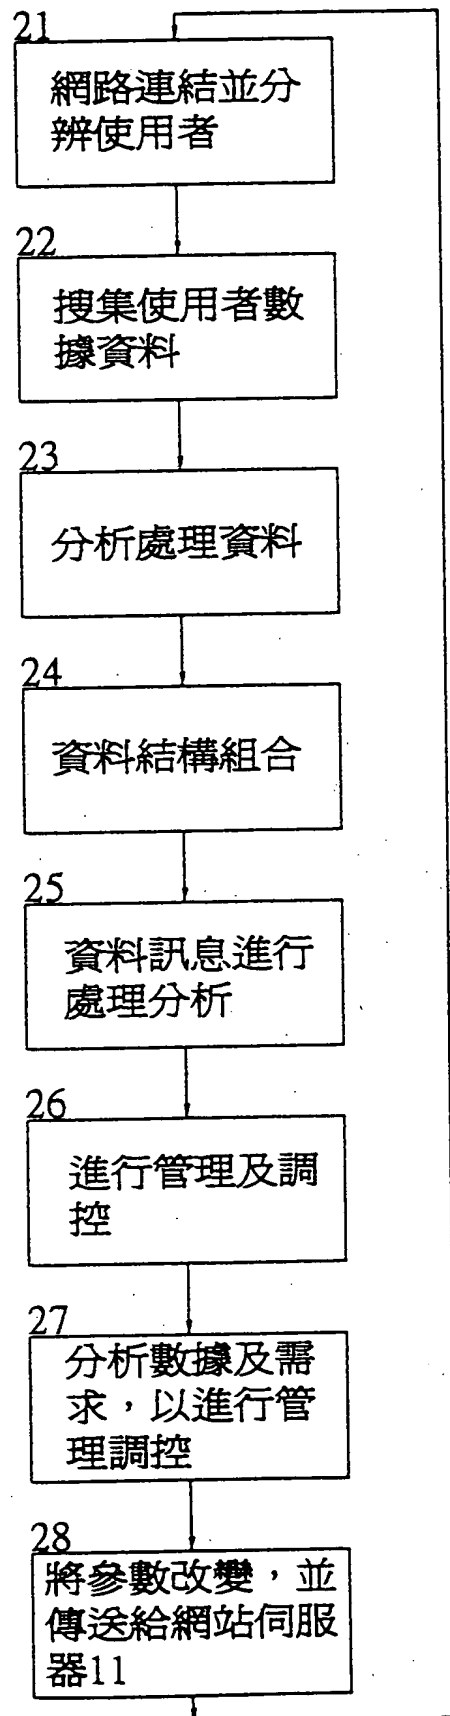 21
網路連結並分
辨使用者
22
搜集使用者數
據資料
23
分析處理資料
24
資料結構組合
25
資料訊息進行
處理分析
26
進行管理及調
控
27
分析數據及需
求，以進行管
理調控
28
將參數改變，並
傳送給網站伺服
器11